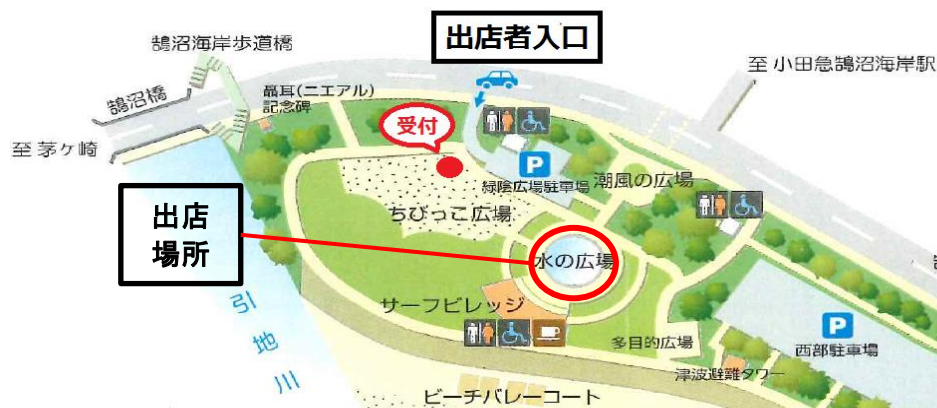 出店者入口
鵠沼海岸歩道橋
至 小田急鵠沼海岸駅
鵠沼橋
聶耳(ニエアル)
記念碑
受付
至 茅ヶ崎
P
緑陰広場駐車場
潮風の広場
ちびっこ広場
出店
場所
水の広場
サーフビレッジ
引地川
P
多目的広場
西部駐車場
津波避難タワー
ビーチバレーコート